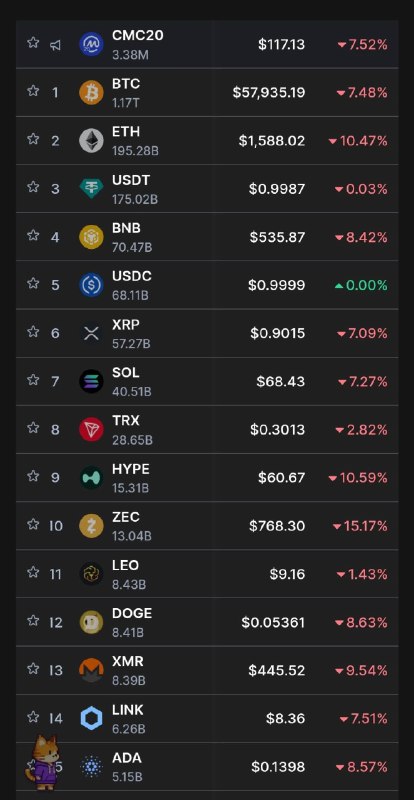 CMC20 $117.13 7.52%
3.38M
1 BTC $57,935.19 7.48%
1.17T
2 ETH $1,588.02 10.47%
195.28B
3 USDT $0.9987 0.03%
175.02B
4 BNB $535.87 8.42%
70.47B
5 USDC $0.9999 0.00%
68.11B
6 XRP $0.9015 7.09%
57.27B
7 SOL $68.43 7.27%
40.51B
8 TRX $0.3013 2.82%
28.65B
9 HYPE $60.67 10.59%
15.31B
10 ZEC $768.30 15.17%
13.04B
11 LEO $9.16 1.43%
8.43B
12 DOGE $0.05361 8.63%
8.41B
13 XMR $445.52 9.54%
8.39B
14 LINK $8.36 7.51%
6.26B
5 ADA $0.1398 8.57%
5.15B